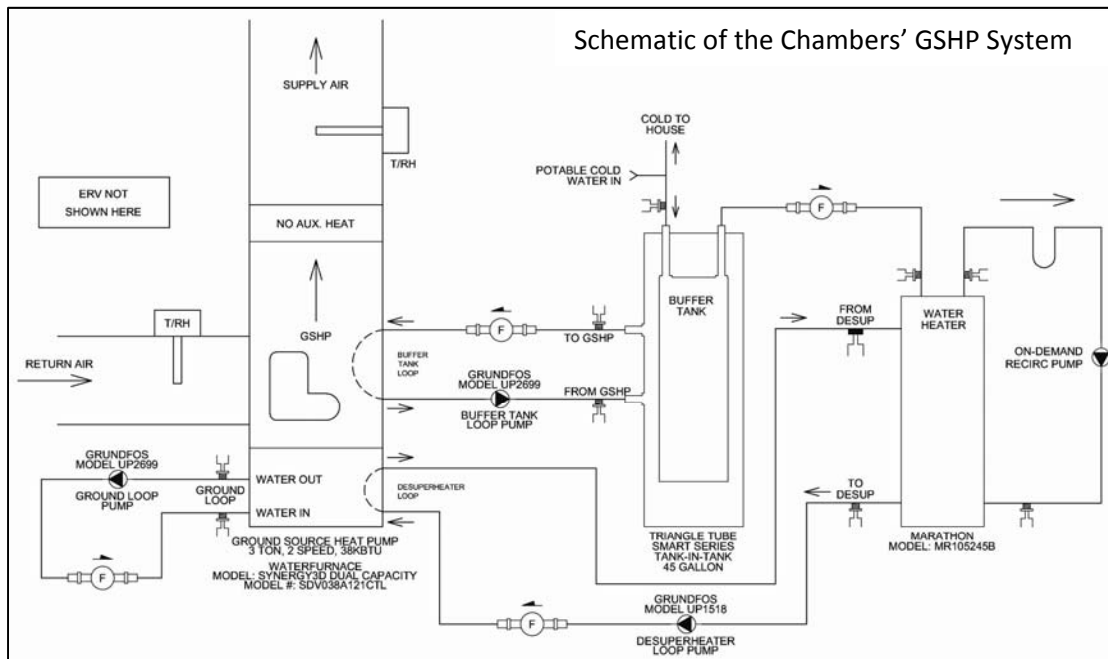 Schematic of the Chambers’ GSHP System
SUPPLY AIR
T/RH
COLD TO
HOUSE
POTABLE COLD
WATER IN
ERV NOT
SHOWN HERE
NO AUX. HEAT
F
T/RH
GSHP
RETURN AIR
BUFFER
TANK
LOOP
F
TO GSHP
GRUNDFOS
MODEL UP2699
FROM GSHP
BUFFER TANK
LOOP PUMP
BUFFER
TANK
FROM
DESUP
WATER
HEATER
ON-DEMAND
RECIRC PUMP
GRUNDFOS
MODEL UP2699
GROUND LOOP
PUMP
GROUND
LOOP
WATER OUT
WATER IN
DESUPERHEATER
LOOP
TO
DESUP
F
GROUND SOURCE HEAT PUMP
3 TON, 2 SPEED, 38KBTU
WATERFURNACE
MODEL: SYNERGY3D DUAL CAPACITY
MODEL #: SDV038A121CTL
TRIANGLE TUBE
SMART SERIES
TANK-IN-TANK
45 GALLON
MARATHON
MODEL: MR105245B
F
GRUNDFOS
MODEL UP1518
DESUPERHEATER
LOOP PUMP